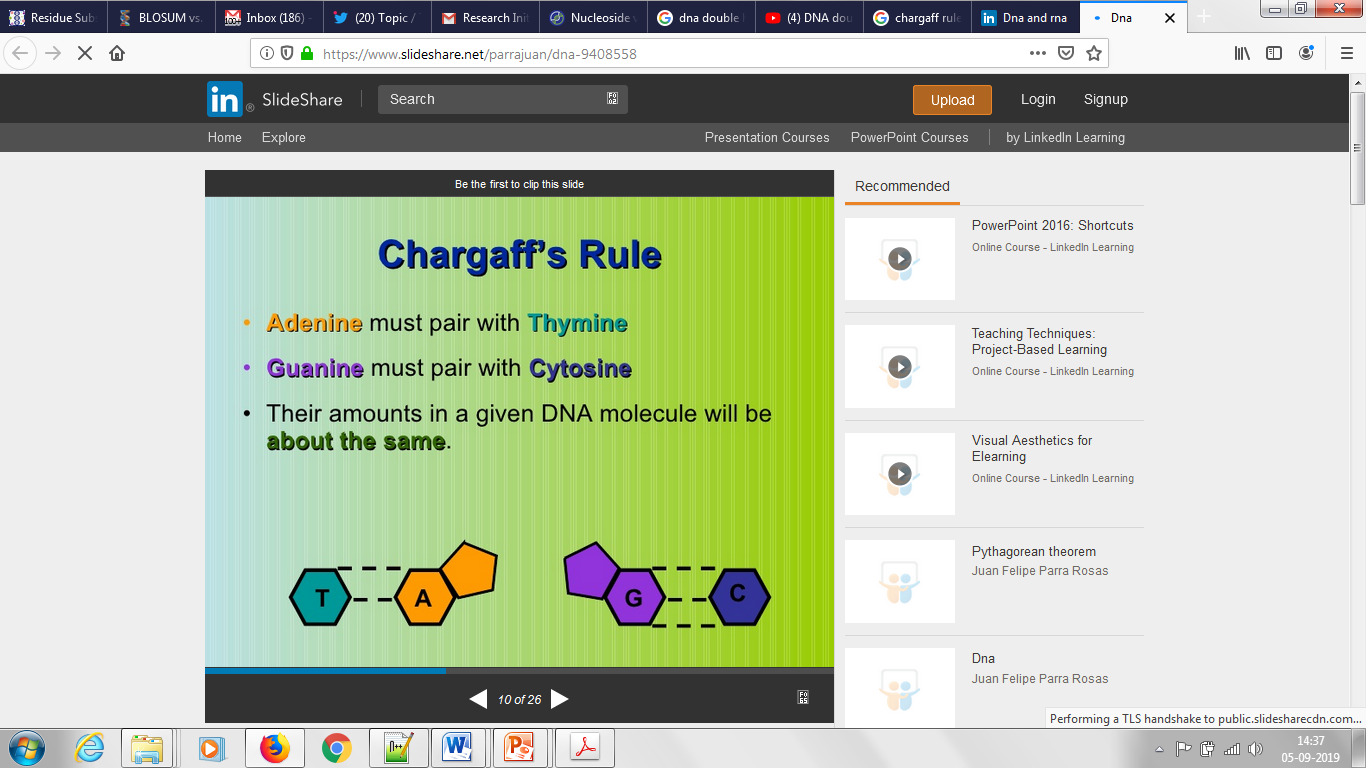 Residue Sub
BLOSUM vs.
Inbox (186) -
(20) Topic /
Research Init
Nucleoside v
dna double
(4) DNA dou
chargaff rule
Dna and rna
Dna
https://www.slideshare.net/parrajuan/dna-9408558
in SlideShare
Search
Upload
Login
Signup
Home
Explore
Presentation Courses
PowerPoint Courses
by LinkedIn Learning
Be the first to clip this slide
Chargaff's Rule
• Adenine must pair with Thymine
• Guanine must pair with Cytosine
• Their amounts in a given DNA molecule will be
about the same.
T A G C
10 of 26
Recommended
PowerPoint 2016: Shortcuts
Online Course - LinkedIn Learning
Teaching Techniques:
Project-Based Learning
Online Course - LinkedIn Learning
Visual Aesthetics for
Elearning
Online Course - LinkedIn Learning
Pythagorean theorem
Juan Felipe Parra Rosas
Dna
Juan Felipe Parra Rosas
Performing a TLS handshake to public.slidesharecdn.com...
14:37
05-09-2019